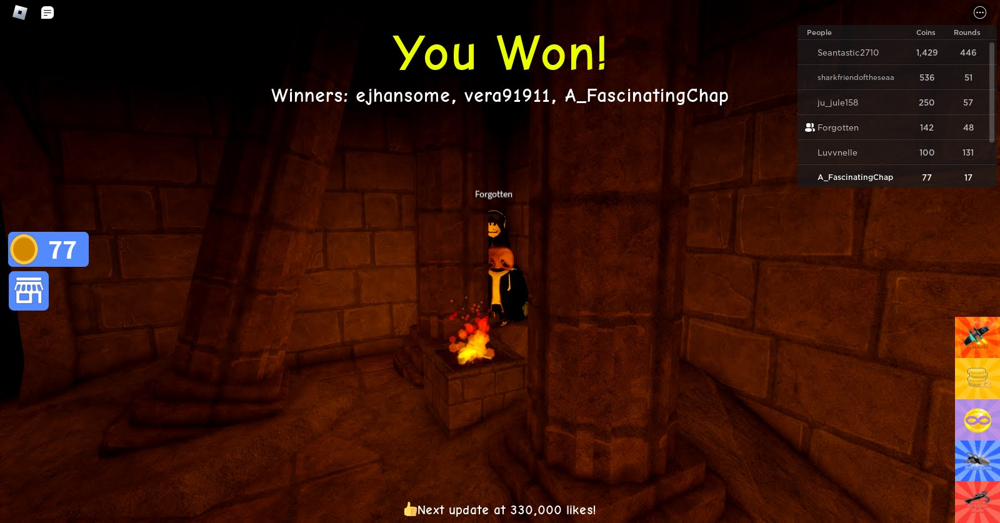 You Won!
Winners: ejhansome, vera91911, A_FascinatingChap
People Coins Rounds
Seantastic2710 1,429 446
sharkfriendoftheseaa 536 51
ju_jule158 250 57
Forgotten 142 48
Luvvnelle 100 131
A_FascinatingChap 77 17
Forgotten
77
Next update at 330,000 likes!